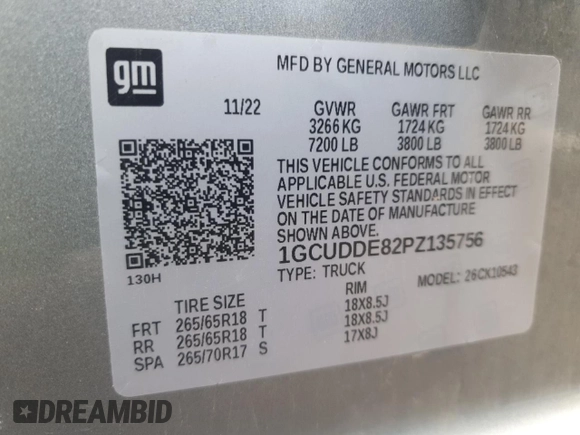 gm
MFD BY GENERAL MOTORS LLC
11/22 GVWR GAWR FRT GAWR RR
3266 KG 1724 KG 1724 KG
7200 LB 3800 LB 3800 LB
THIS VEHICLE CONFORMS TO ALL
APPLICABLE U.S. FEDERAL MOTOR
VEHICLE SAFETY STANDARDS IN EFFECT
ON THE DATE OF MANUFACTURE
SHOWN ABOVE.
1GCUDDE82PZ135756
130H
TYPE: TRUCK MODEL: 26CK10543
TIRE SIZE RIM
FRT 265/65R18 T 18X8.5J
RR 265/65R18 T 18X8.5J
SPA 265/70R17 S 17X8J
DREAMBID